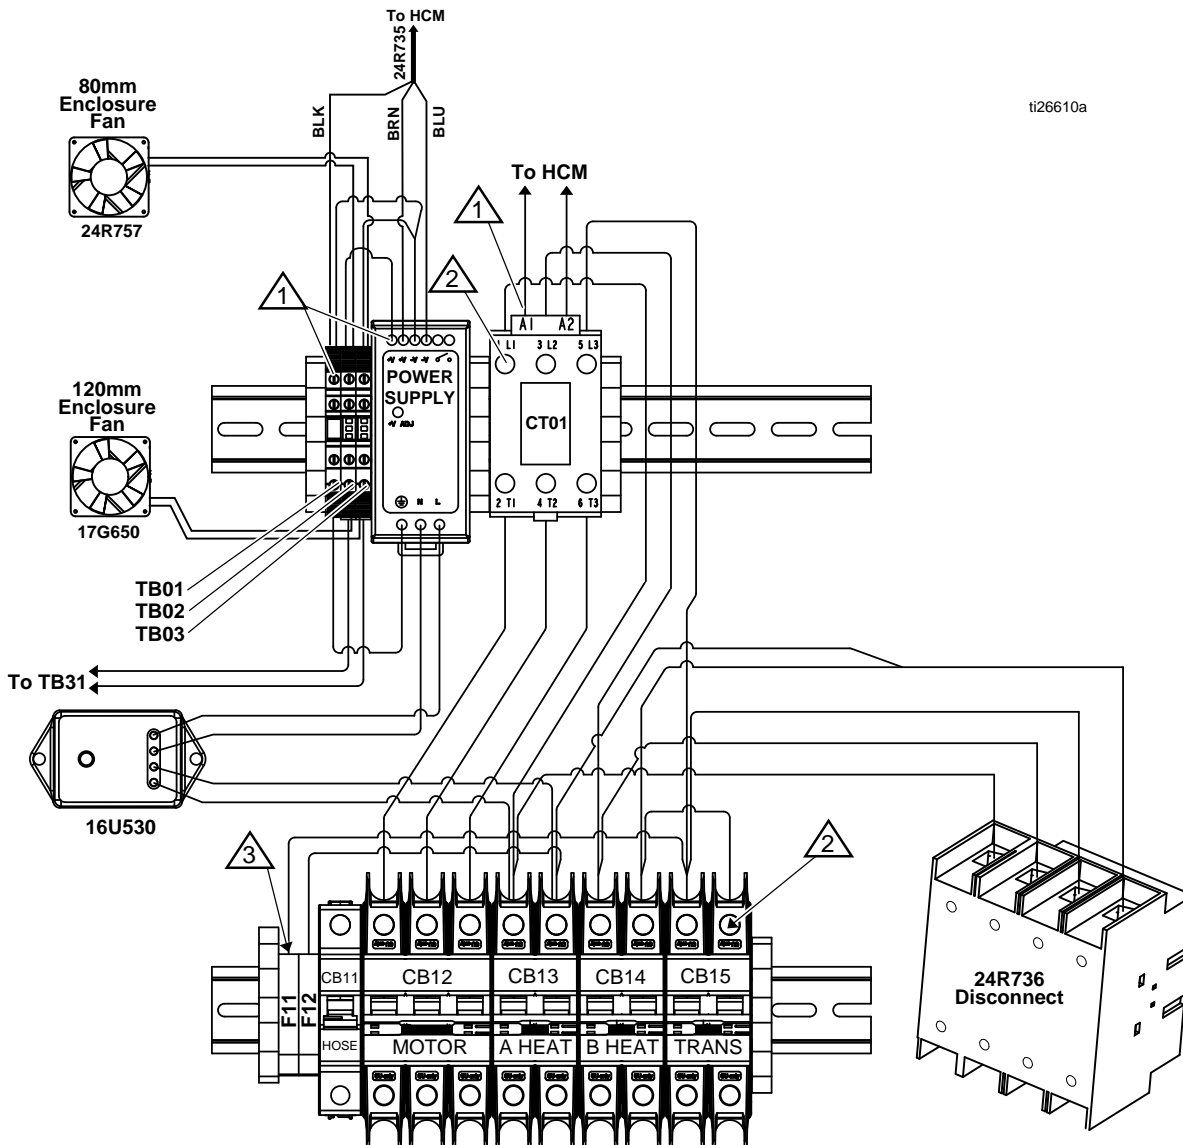 To HCM
24R735
ti26610a
80mm
Enclosure
Fan
24R757
BLK
BRN
BLU
To HCM
1
2
1
A1 A2
1 L1 3 L2 5 L3
+V +V -V -V
POWER
SUPPLY
+V ADJ
N L
CT01
2 T1 4 T2 6 T3
120mm
Enclosure
Fan
17G650
TB01
TB02
TB03
To TB31
16U530
3
2
F11
F12
CB11
CB12
CB13
CB14
CB15
HOSE
MOTOR
A HEAT
B HEAT
TRANS
24R736
Disconnect